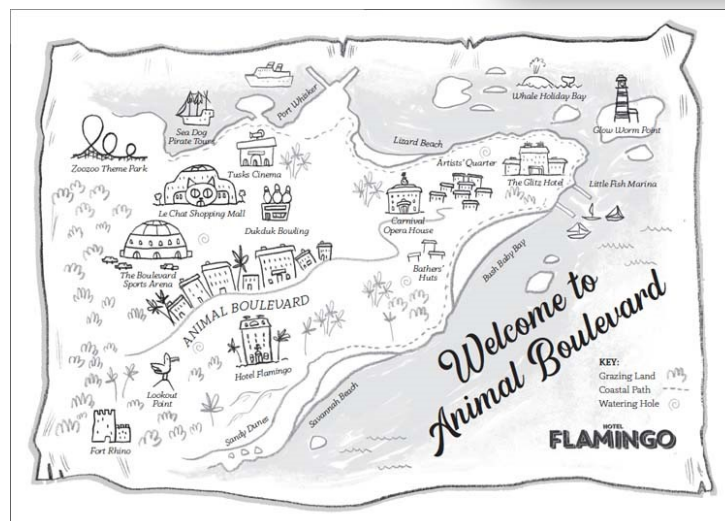 Port Whisker
Whale Holiday Bay
Sea Dog
Pirate Tours
Glow Worm Point
Lizard Beach
Zoozoo Theme Park
Tusks Cinema
Artists' Quarter
The Glitz Hotel
Little Fish Marina
Le Chat Shopping Mall
Dukduk Bowling
Carnival
Opera House
The Boulevard
Sports Arena
Bathers'
Huts
Bush Baby Bay
ANIMAL BOULEVARD
Hotel Flamingo
Lookout
Point
Fort Rhino
Sandy Dunes
Savannah Beach
Welcome to
Animal Boulevard
KEY:
Grazing Land
Coastal Path
Watering Hole
HOTEL
FLAMINGO